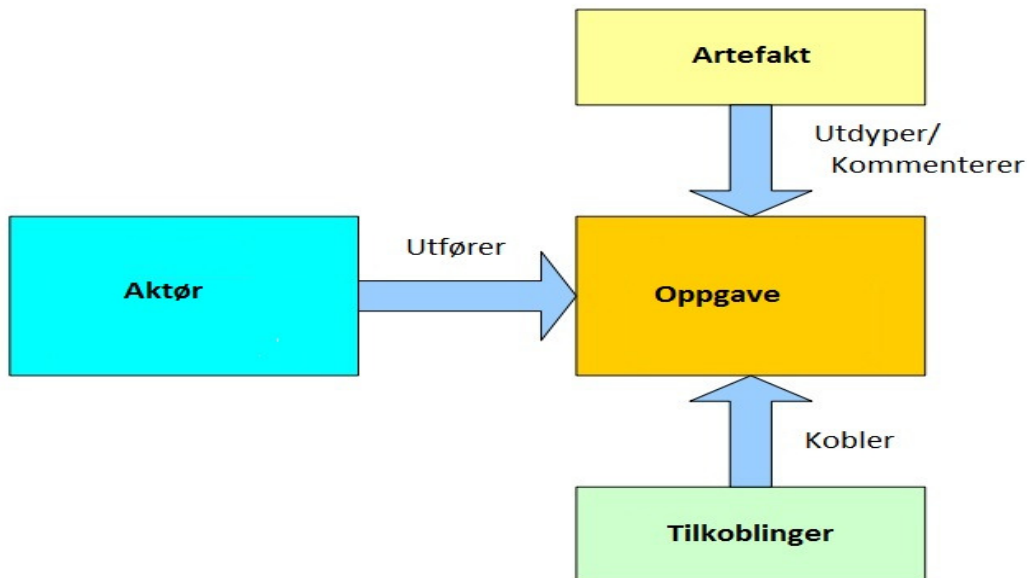 Artefakt
Utdyper/
Kommenterer
Utfører
Aktør
Oppgave
Kobler
Tilkoblinger